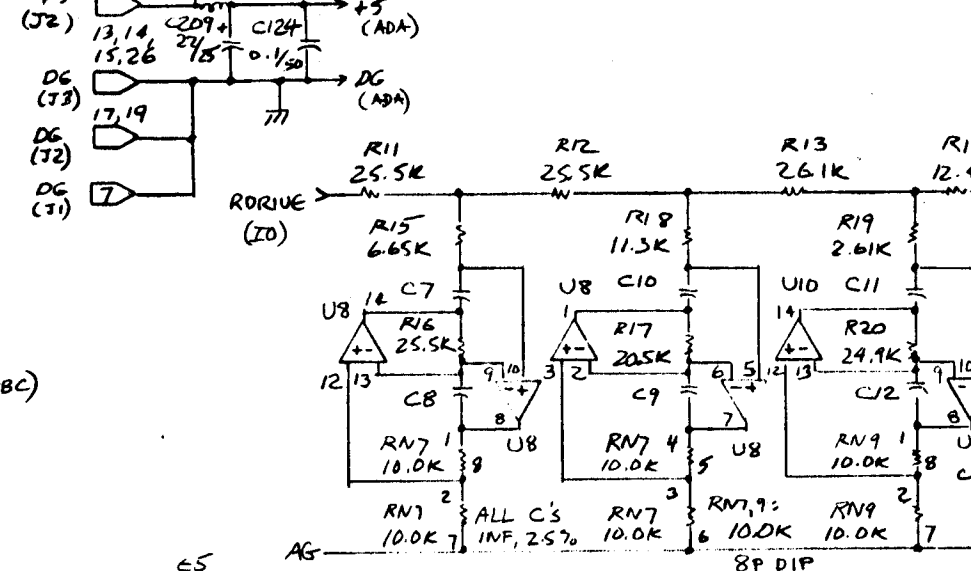 (J2)
+5
(ADA)
13, 14,
15, 26
C209
+
22/25
C124
0.1/50
DG
(J3)
DG
(ADA)
17, 19
DG
(J2)
DG
(J1)
7
RDRIVE
(IO)
R11
25.5K
R12
25.5K
R13
26.1K
R1
12.4
R15
6.65K
R18
11.3K
R19
2.61K
U8
14
C7
U8
1
C10
U10
14
C11
R16
25.5K
R17
20.5K
R20
24.9K
+-
12
13
9
10
-+
8
U8
+-
3
2
6
5
-+
7
U8
+-
12
13
9
10
-
8
U
C8
C9
C12
RN7
10.0K
1
8
RN7
10.0K
4
5
RN9
10.0K
1
8
RN7
10.0K
2
7
ALL C'S
1NF, 2.5%
RN7
10.0K
3
6
RN7,9:
10.0K
8P DIP
RN9
10.0K
2
7
AG
BC)
E5